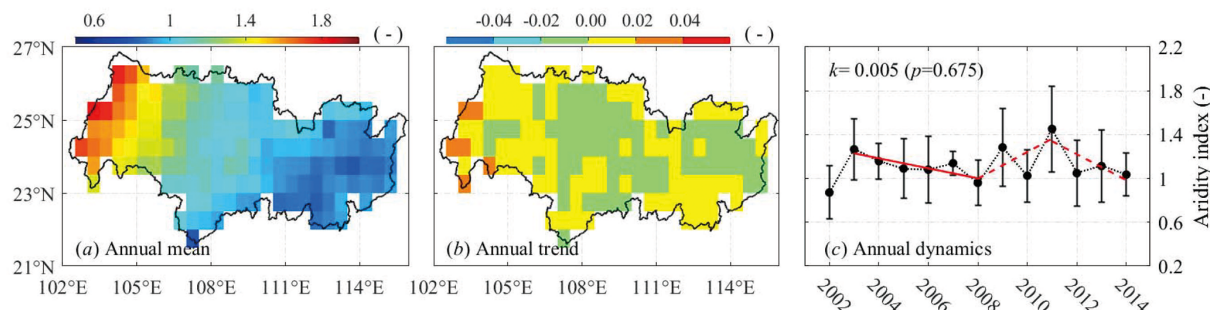 0.6 1 1.4 1.8 (-)
-0.04 -0.02 0.00 0.02 0.04 (-)
27°N
25°N
23°N
21°N
(a) Annual mean
102°E 105°E 108°E 111°E 114°E
(b) Annual trend
102°E 105°E 108°E 111°E 114°E
k= 0.005 (p=0.675)
(c) Annual dynamics
2.2
1.8
1.4
1
0.6
0.2
Aridity index (-)
2002 2004 2006 2008 2010 2012 2014